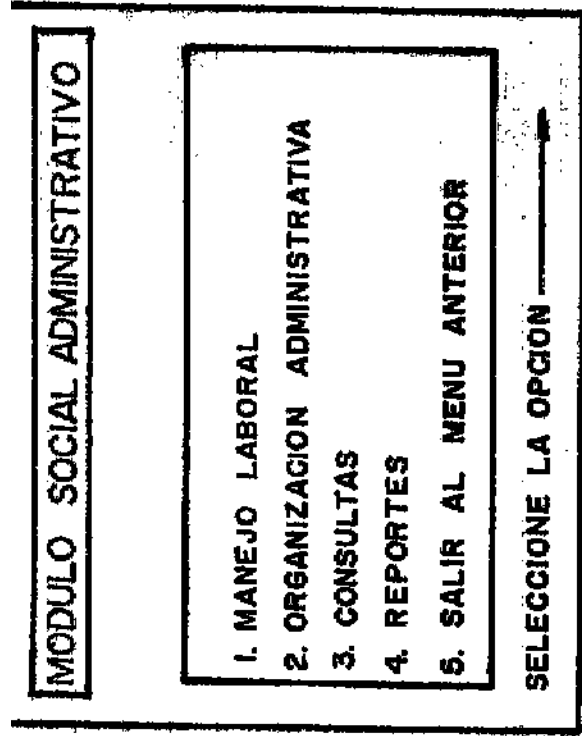 MODULO SOCIAL ADMINISTRATIVO
1. MANEJO LABORAL
2. ORGANIZACION ADMINISTRATIVA
3. CONSULTAS
4. REPORTES
5. SALIR AL MENU ANTERIOR
SELECCIONE LA OPCION